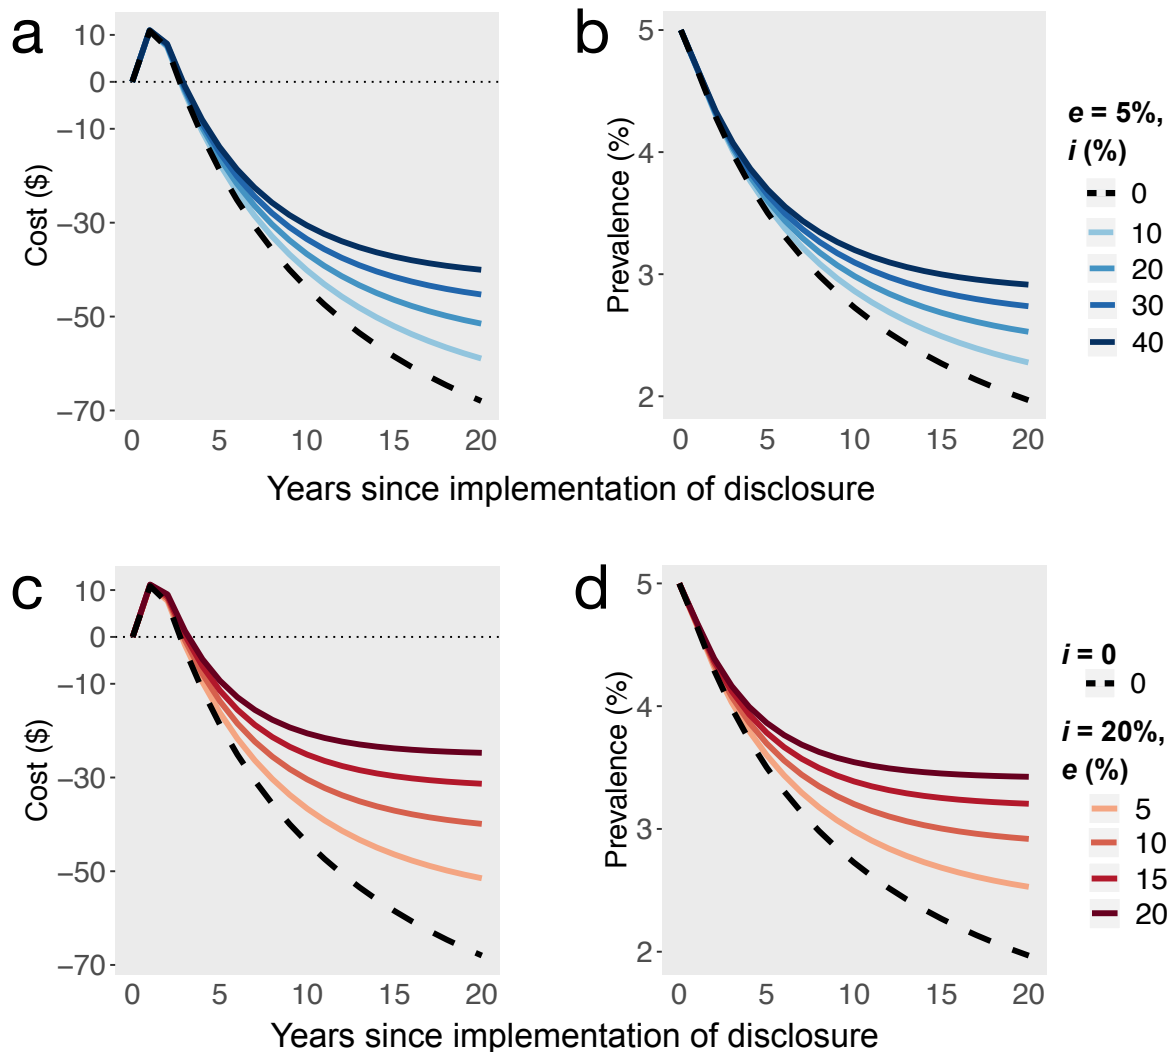 a
10
0
−10
−30
−50
−70
Cost ($)
0 5 10 15 20
b
5
4
3
2
Prevalence (%)
0 5 10 15 20
e = 5%,
i (%)
0
10
20
30
40
Years since implementation of disclosure
c
10
0
−10
−30
−50
−70
Cost ($)
0 5 10 15 20
d
5
4
3
2
Prevalence (%)
0 5 10 15 20
i = 0
0
i = 20%,
e (%)
5
10
15
20
Years since implementation of disclosure